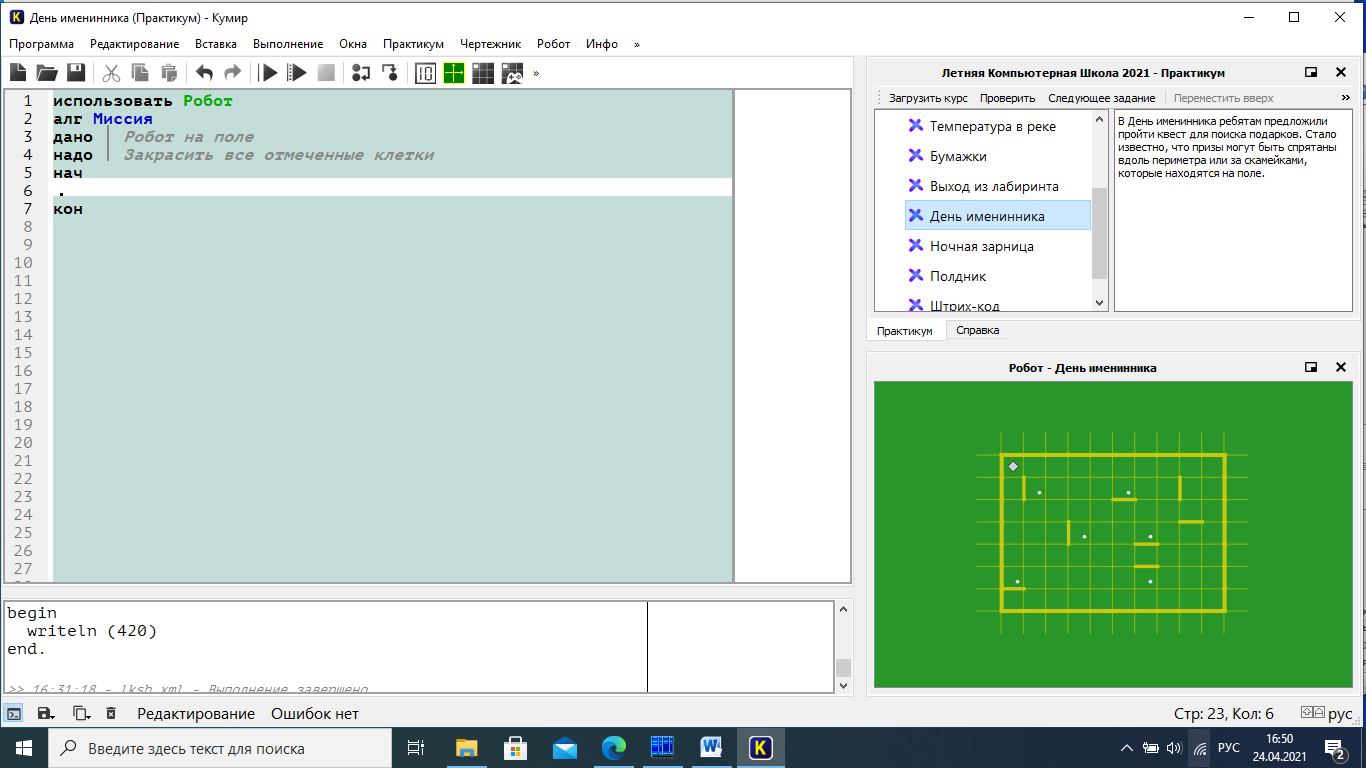 День именинника (Практикум) - Кумир
Программа Редактирование Вставка Выполнение Окна Практикум Чертежник Робот Инфо »
»
1 использовать Робот
2 алг Миссия
3 дано Робот на поле
4 надо Закрасить все отмеченные клетки
5 нач
6 .
7 кон
8
9
10
11
12
13
14
15
16
17
18
19
20
21
22
23
24
25
26
27
Летняя Компьютерная Школа 2021 - Практикум
Загрузить курс Проверить Следующее задание Переместить вверх »
Температура в реке
Бумажки
Выход из лабиринта
День именинника
Ночная зарница
Полдник
Штрих-код
В День именинника ребятам предложили
пройти квест для поиска подарков. Стало
известно, что призы могут быть спрятаны
вдоль периметра или за скамейками,
которые находятся на поле.
Практикум Справка
Робот - День именинника
begin
writeln (420)
end.
>> 16:31:18 - lksh.xml - Выполнение завершено
Редактирование Ошибок нет Стр: 23, Кол: 6 рус
Введите здесь текст для поиска
РУС
16:50
24.04.2021
2